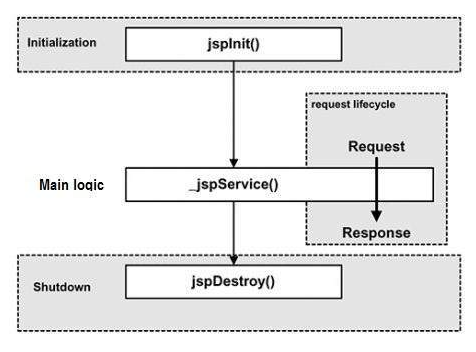 Initialization
jspInit()
request lifecycle
Request
Main logic
_jspService()
Response
Shutdown
jspDestroy()